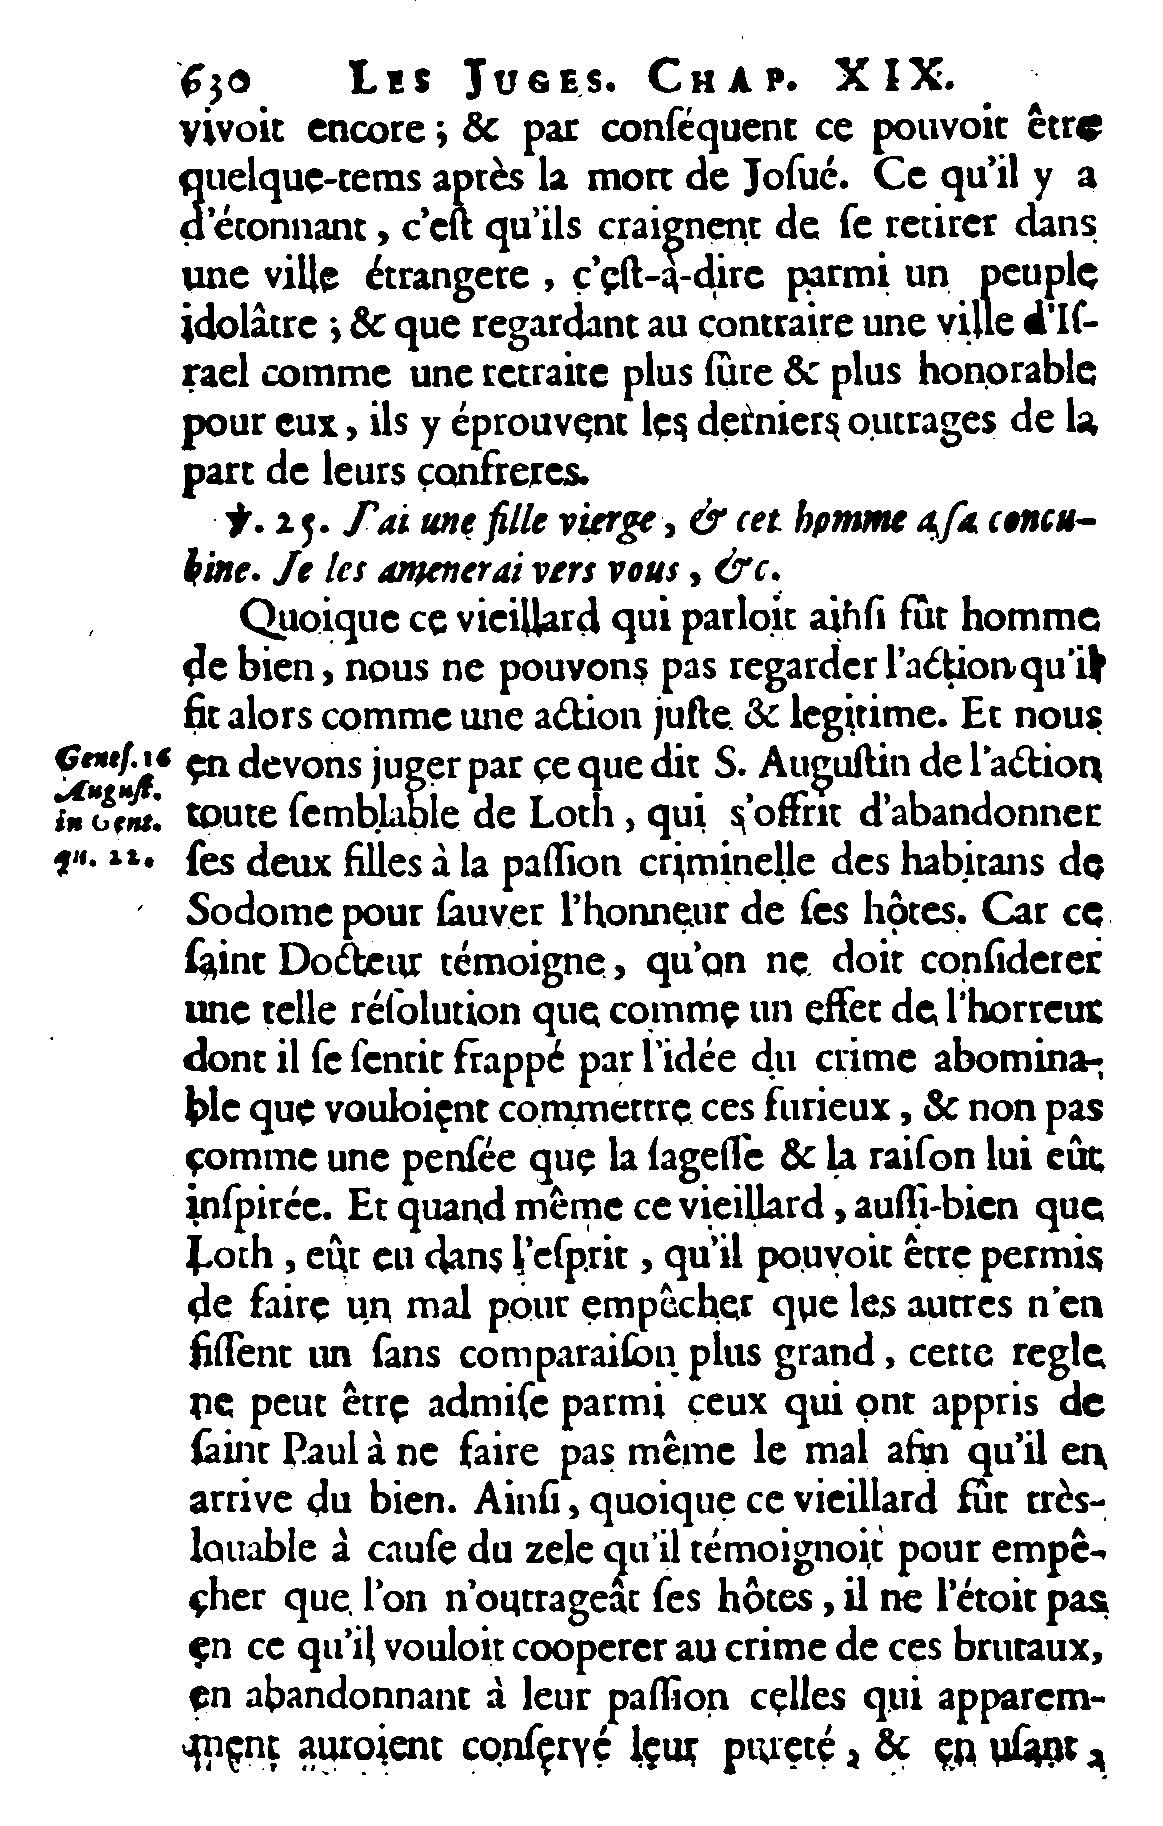 630 LES JUGES. CHAP. XIX.
vivoit encore ; & par conſéquent ce pouvoit être
quelque-tems après la mort de Joſué. Ce qu'il y a
d'étonnant , c'eſt qu'ils craignent de ſe retirer dans
une ville étrangere , c'eſt-à-dire parmi un peuple
idolâtre ; & que regardant au contraire une ville d'Iſ-
rael comme une retraite plus ſûre & plus honorable
pour eux , ils y éprouvent les derniers outrages de la
part de leurs confreres.
℣. 25. J'ai une fille vierge , & cet homme a ſa concu-
bine. Je les amenerai vers vous , &c.
Quoique ce vieillard qui parloit ainſi fût homme
de bien , nous ne pouvons pas regarder l'action qu'il
fit alors comme une action juſte & legitime. Et nous
en devons juger par ce que dit S. Auguſtin de l'action
toute ſemblable de Loth , qui s'offrit d'abandonner
ſes deux filles à la paſſion criminelle des habitans de
Sodome pour ſauver l'honneur de ſes hôtes. Car ce
ſaint Docteur témoigne , qu'on ne doit conſiderer
une telle réſolution que comme un effet de l'horreur
dont il ſe ſentit frappé par l'idée du crime abomina-
ble que vouloient commettre ces furieux , & non pas
comme une penſée que la ſageſſe & la raiſon lui eût
inſpirée. Et quand même ce vieillard , auſſi-bien que
Loth , eût eu dans l'eſprit , qu'il pouvoit être permis
de faire un mal pour empêcher que les autres n'en
fiſſent un ſans comparaiſon plus grand , cette regle
ne peut être admiſe parmi ceux qui ont appris de
ſaint Paul à ne faire pas même le mal afin qu'il en
arrive du bien. Ainſi , quoique ce vieillard fût très-
louable à cauſe du zele qu'il témoignoit pour empê-
cher que l'on n'outrageât ſes hôtes , il ne l'étoit pas
en ce qu'il vouloit cooperer au crime de ces brutaux,
en abandonnant à leur paſſion celles qui apparem-
ment auroient conſervé leur pureté , & en uſant ,
Geneſ. 16
Auguſt.
in Gent.
qu. 22.